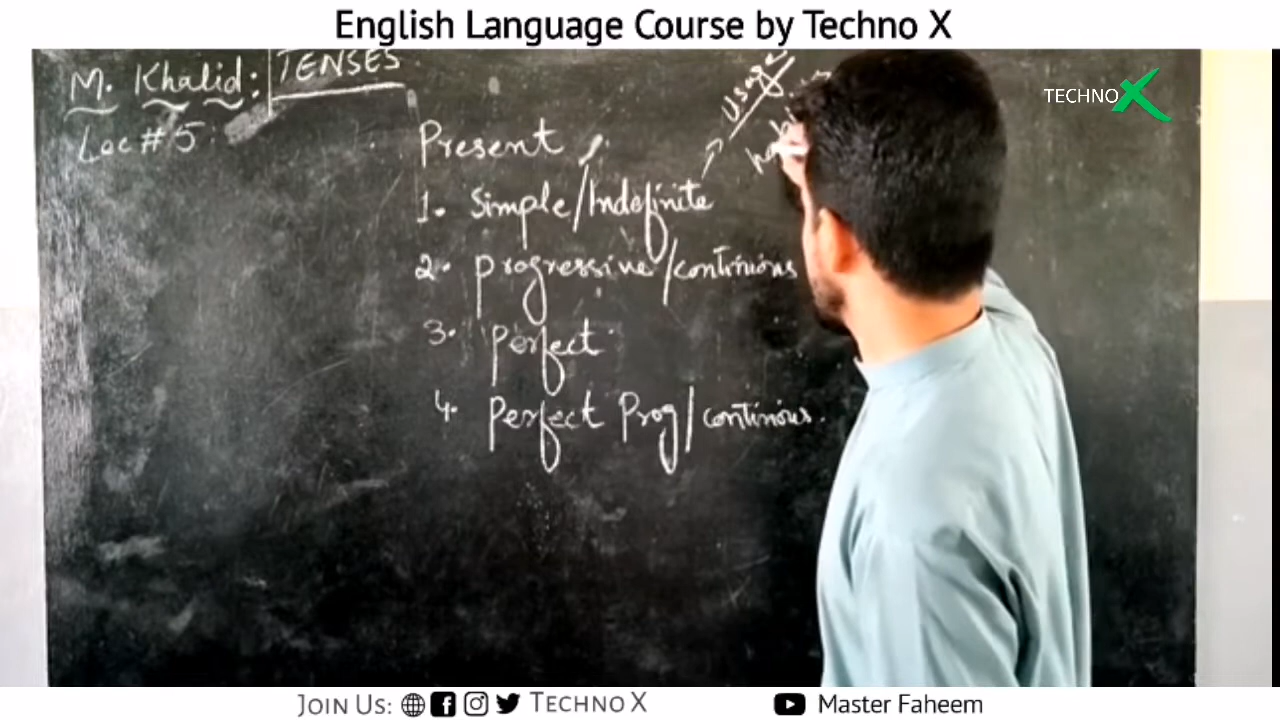 English Language Course by Techno X
M. Khalid: TENSES
Lec # 5:
TECHNO X
Usage
Present
1. Simple/Indefinite
2. Progressive/continious
3. Perfect
4. Perfect Prog/continious.
JOIN US: TECHNO X
Master Faheem